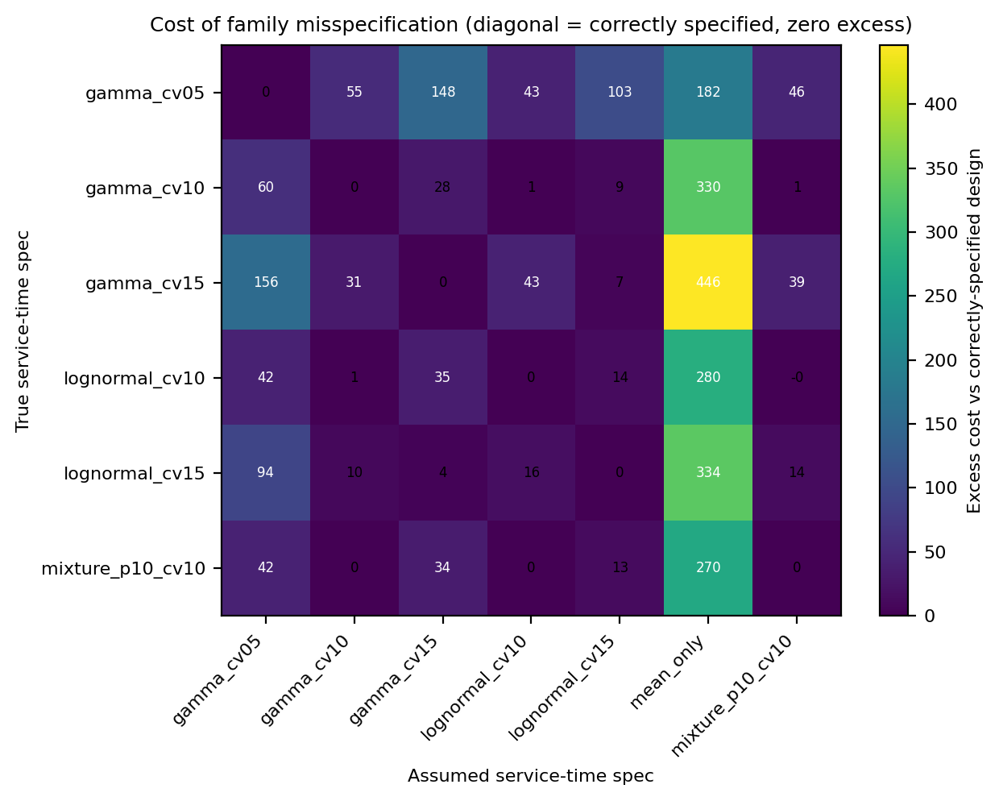 Cost of family misspecification (diagonal = correctly specified, zero excess)
True service-time spec
gamma_cv05 0 55 148 43 103 182 46
gamma_cv10 60 0 28 1 9 330 1
gamma_cv15 156 31 0 43 7 446 39
lognormal_cv10 42 1 35 0 14 280 -0
lognormal_cv15 94 10 4 16 0 334 14
mixture_p10_cv10 42 0 34 0 13 270 0
gamma_cv05
gamma_cv10
gamma_cv15
lognormal_cv10
lognormal_cv15
mean_only
mixture_p10_cv10
Assumed service-time spec
400
350
300
250
200
150
100
50
0
Excess cost vs correctly-specified design